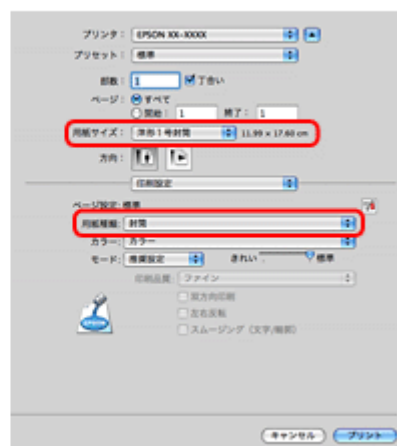 プリンタ: EPSON XX-XXXX
プリセット: 標準
部数: 1 丁合い
ページ: すべて
開始: 1 終了: 1
用紙サイズ: 洋形1号封筒 11.99 × 17.60 cm
方向:
印刷設定
ページ設定: 標準
用紙種類: 封筒
カラー: カラー
モード: 推奨設定 きれい 標準
印刷品質: ファイン
双方向印刷
左右反転
スムージング (文字/輪郭)
EPSON
キャンセル プリント